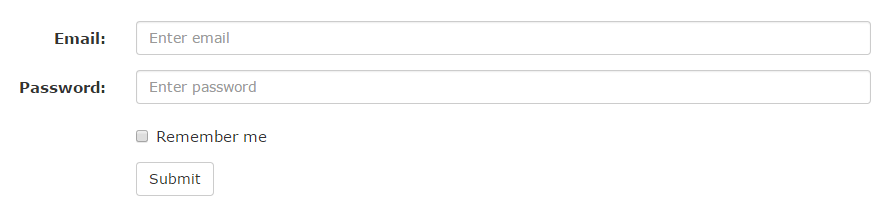 Email: Enter email
Password: Enter password
Remember me
Submit